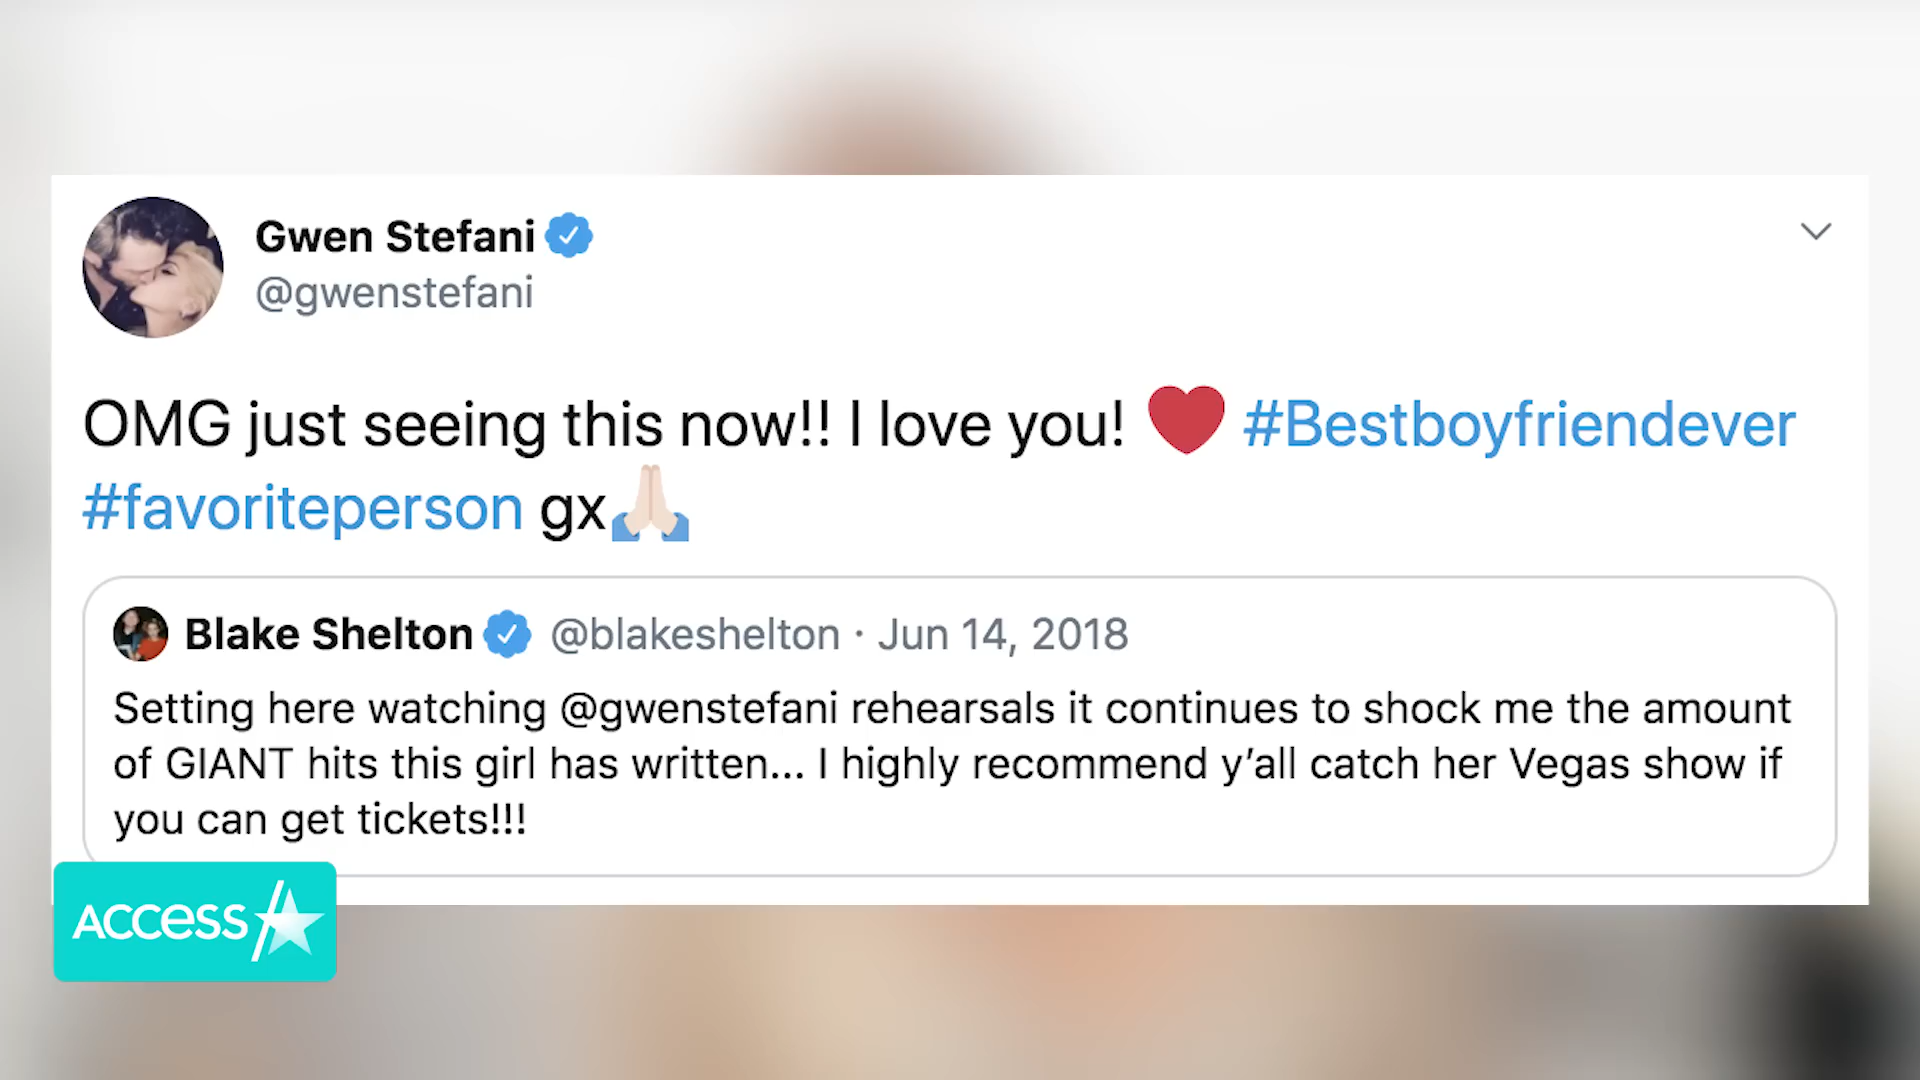 Gwen Stefani
@gwenstefani
OMG just seeing this now!! I love you! ❤️ #Bestboyfriendever
#favoriteperson gx🙏🏻
Blake Shelton @blakeshelton · Jun 14, 2018
Setting here watching @gwenstefani rehearsals it continues to shock me the amount
of GIANT hits this girl has written... I highly recommend y’all catch her Vegas show if
you can get tickets!!!
ACCESS